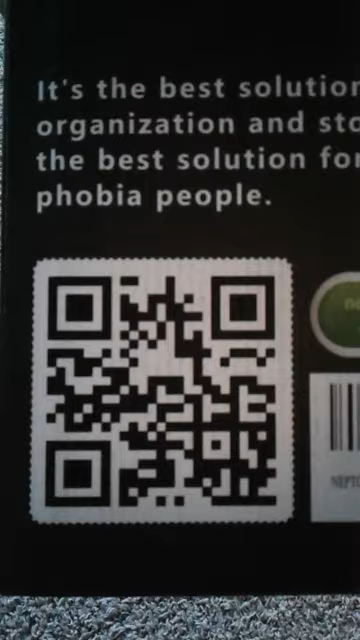 It's the best solution
organization and sto
the best solution for
phobia people.